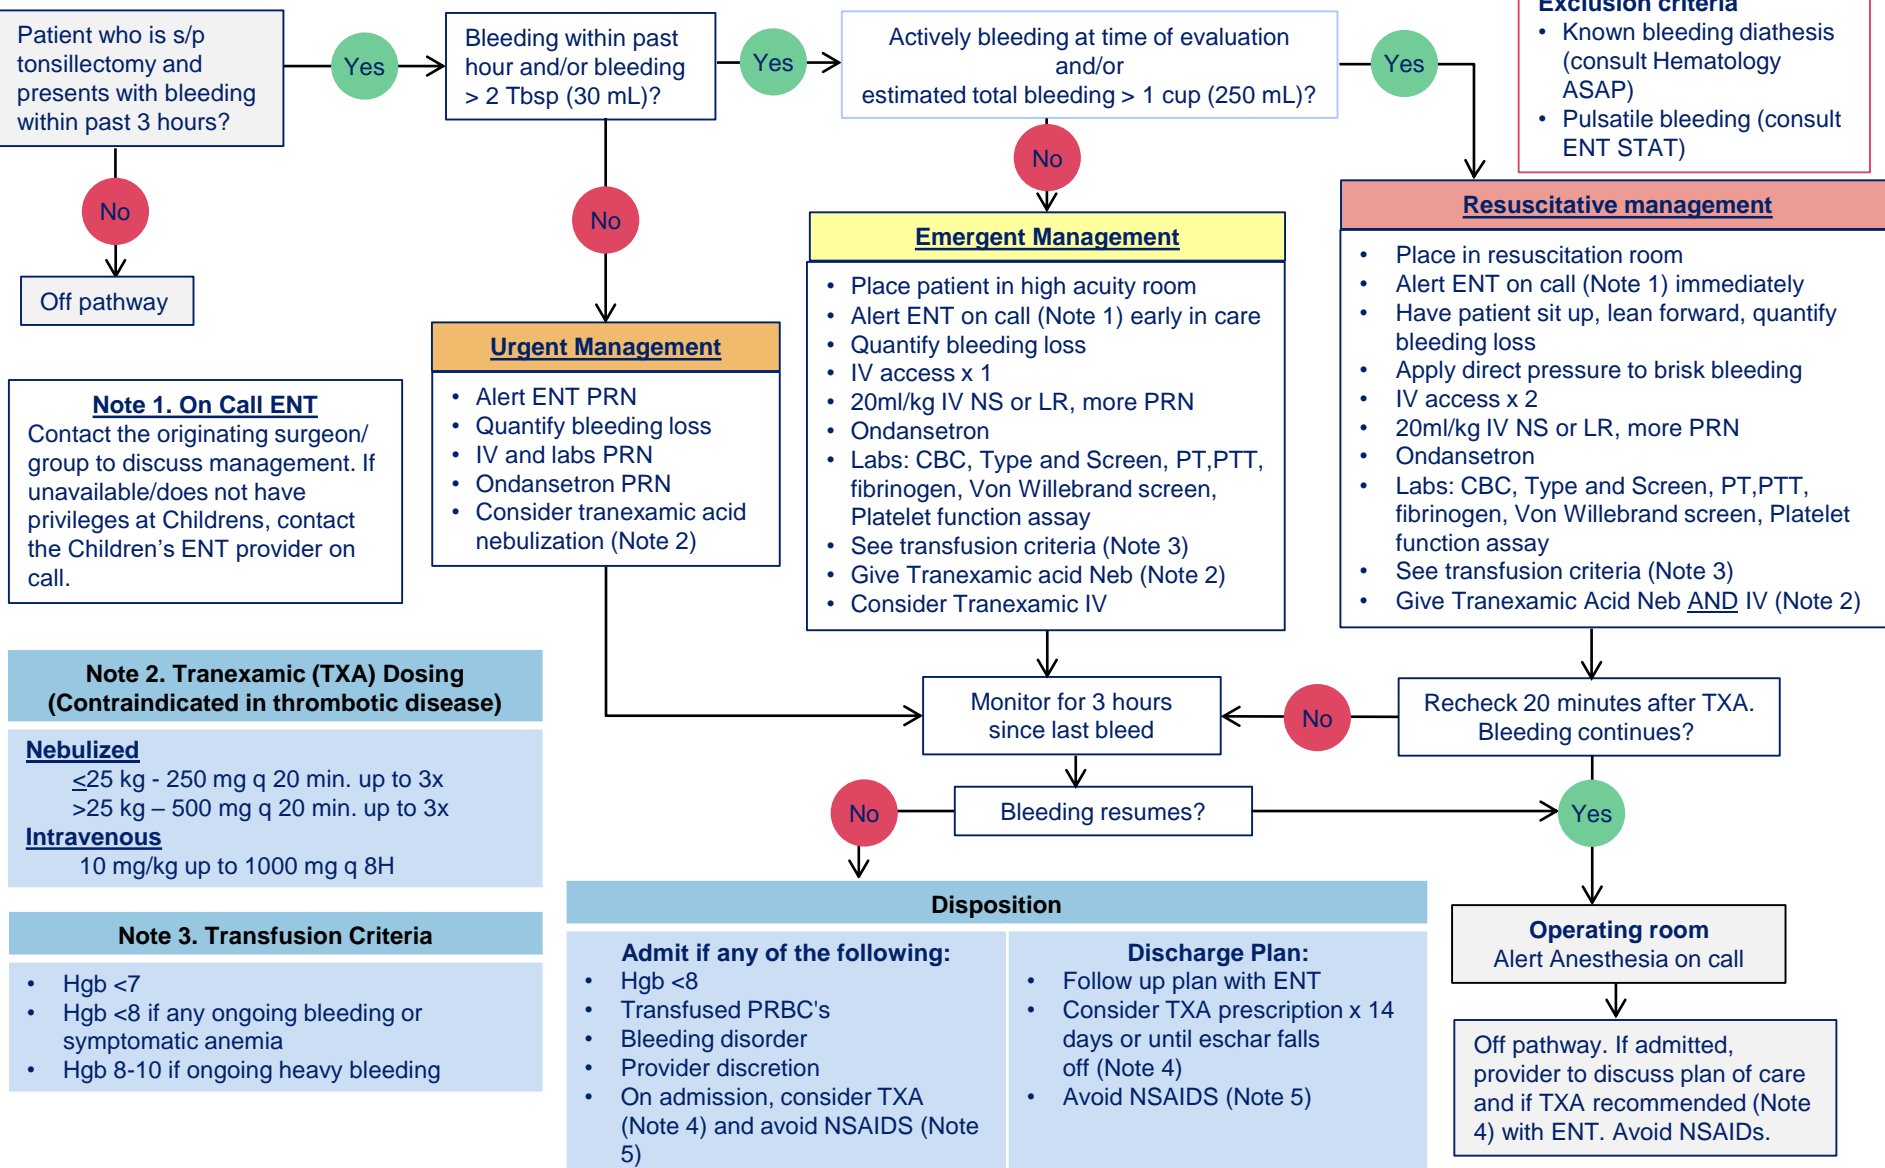 Patient who is s/p
tonsillectomy and
presents with bleeding
within past 3 hours?
Yes
Bleeding within past
hour and/or bleeding
> 2 Tbsp (30 mL)?
Yes
Actively bleeding at time of evaluation
and/or
estimated total bleeding > 1 cup (250 mL)?
Yes
Exclusion criteria
• Known bleeding diathesis
(consult Hematology
ASAP)
• Pulsatile bleeding (consult
ENT STAT)
No
No
No
Off pathway
Urgent Management
• Alert ENT PRN
• Quantify bleeding loss
• IV and labs PRN
• Ondansetron PRN
• Consider tranexamic acid
nebulization (Note 2)
Emergent Management
• Place patient in high acuity room
• Alert ENT on call (Note 1) early in care
• Quantify bleeding loss
• IV access x 1
• 20ml/kg IV NS or LR, more PRN
• Ondansetron
• Labs: CBC, Type and Screen, PT,PTT,
fibrinogen, Von Willebrand screen,
Platelet function assay
• See transfusion criteria (Note 3)
• Give Tranexamic acid Neb (Note 2)
• Consider Tranexamic IV
Resuscitative management
• Place in resuscitation room
• Alert ENT on call (Note 1) immediately
• Have patient sit up, lean forward, quantify
bleeding loss
• Apply direct pressure to brisk bleeding
• IV access x 2
• 20ml/kg IV NS or LR, more PRN
• Ondansetron
• Labs: CBC, Type and Screen, PT,PTT,
fibrinogen, Von Willebrand screen, Platelet
function assay
• See transfusion criteria (Note 3)
• Give Tranexamic Acid Neb AND IV (Note 2)
Note 1. On Call ENT
Contact the originating surgeon/
group to discuss management. If
unavailable/does not have
privileges at Childrens, contact
the Children's ENT provider on
call.
Note 2. Tranexamic (TXA) Dosing
(Contraindicated in thrombotic disease)
Nebulized
≤25 kg - 250 mg q 20 min. up to 3x
>25 kg – 500 mg q 20 min. up to 3x
Intravenous
10 mg/kg up to 1000 mg q 8H
Monitor for 3 hours
since last bleed
No
Recheck 20 minutes after TXA.
Bleeding continues?
No
Bleeding resumes?
Yes
Note 3. Transfusion Criteria
• Hgb <7
• Hgb <8 if any ongoing bleeding or
symptomatic anemia
• Hgb 8-10 if ongoing heavy bleeding
Disposition
Admit if any of the following:
• Hgb <8
• Transfused PRBC's
• Bleeding disorder
• Provider discretion
• On admission, consider TXA
(Note 4) and avoid NSAIDS (Note
5)
Discharge Plan:
• Follow up plan with ENT
• Consider TXA prescription x 14
days or until eschar falls
off (Note 4)
• Avoid NSAIDS (Note 5)
Operating room
Alert Anesthesia on call
Off pathway. If admitted,
provider to discuss plan of care
and if TXA recommended (Note
4) with ENT. Avoid NSAIDs.